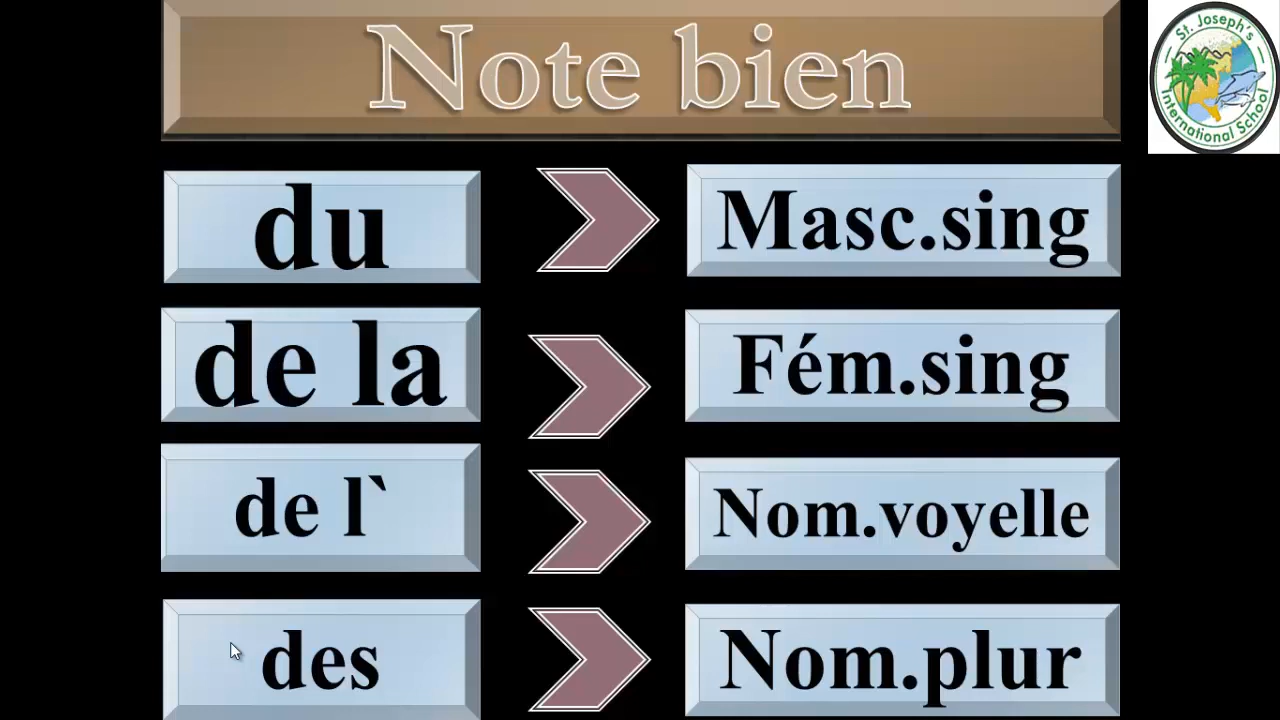 Note bien
St. Joseph's
International School
du
Masc.sing
de la
Fém.sing
de l`
Nom.voyelle
des
Nom.plur